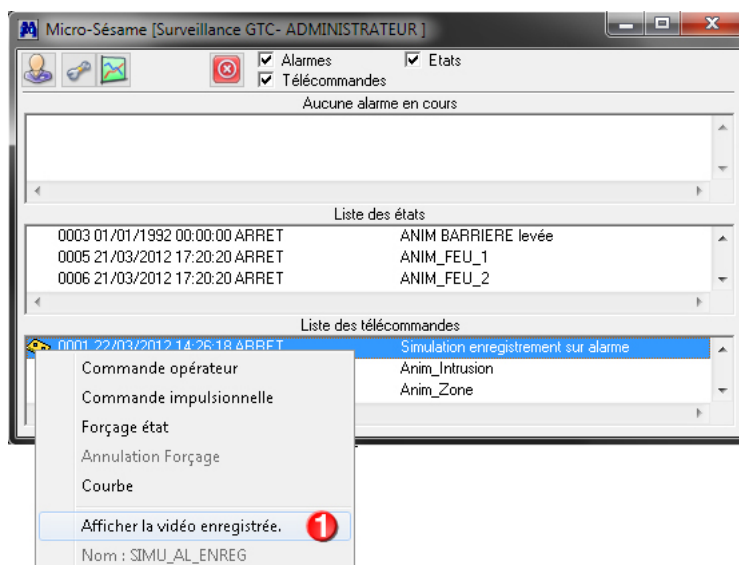 Micro-Sésame [Surveillance GTC- ADMINISTRATEUR ]
Alarmes Etats
Télécommandes
Aucune alarme en cours
Liste des états
0003 01/01/1992 00:00:00 ARRET ANIM BARRIERE levée
0005 21/03/2012 17:20:20 ARRET ANIM_FEU_1
0006 21/03/2012 17:20:20 ARRET ANIM_FEU_2
Liste des télécommandes
0001 22/03/2012 14:26:18 ARRET Simulation enregistrement sur alarme
Anim_Intrusion
Anim_Zone
Commande opérateur
Commande impulsionnelle
Forçage état
Annulation Forçage
Courbe
Afficher la vidéo enregistrée. 1
Nom : SIMU_AL_ENREG